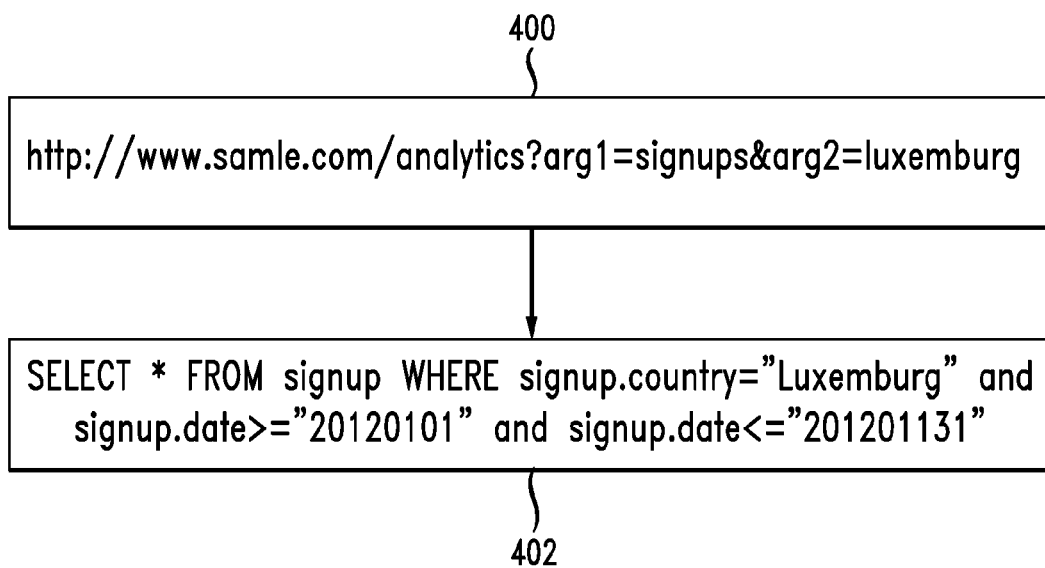 400
http://www.samle.com/analytics?arg1=signups&arg2=luxemburg
SELECT * FROM signup WHERE signup.country="Luxemburg" and
signup.date>="20120101" and signup.date<="201201131"
402